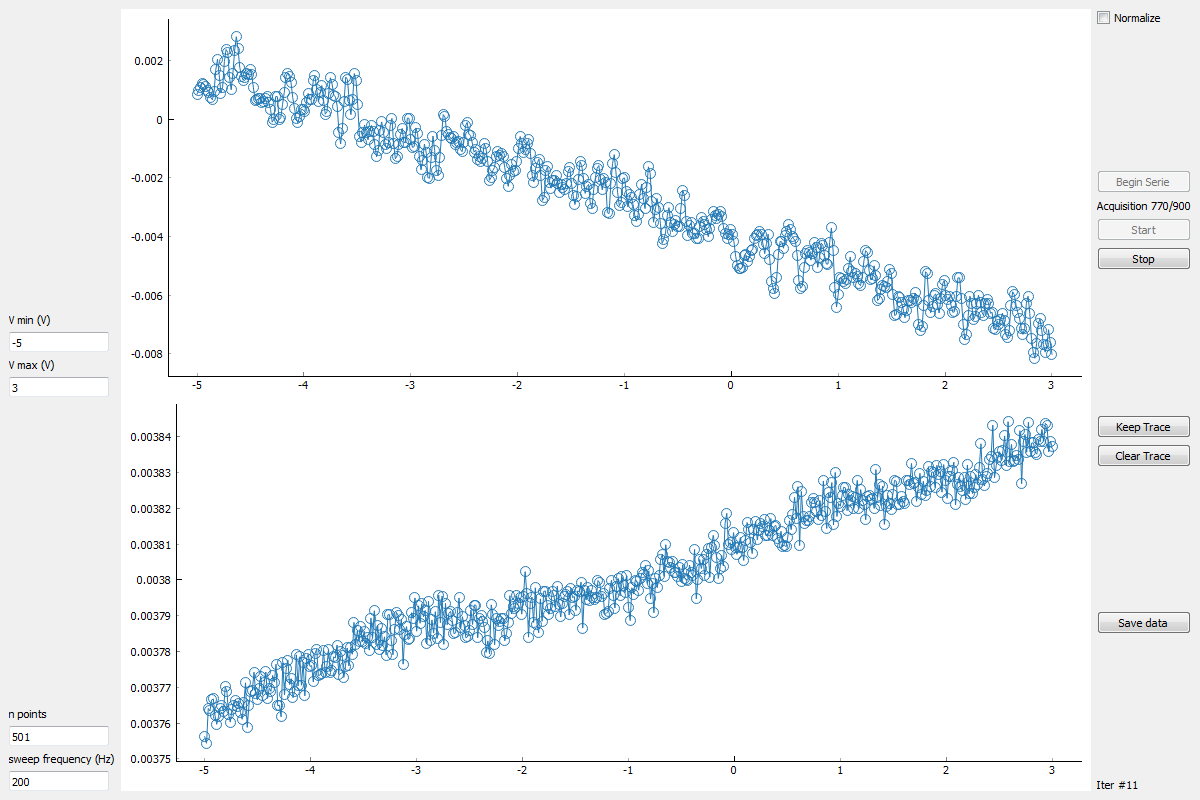 Normalize
0.002
0
-0.002
-0.004
-0.006
-0.008
-5
-4
-3
-2
-1
0
1
2
3
Begin Serie
Acquisition 770/900
Start
Stop
V min (V)
-5
V max (V)
3
0.00384
0.00383
0.00382
0.00381
0.0038
0.00379
0.00378
0.00377
0.00376
0.00375
-5
-4
-3
-2
-1
0
1
2
3
Keep Trace
Clear Trace
Save data
n points
501
sweep frequency (Hz)
200
Iter #11